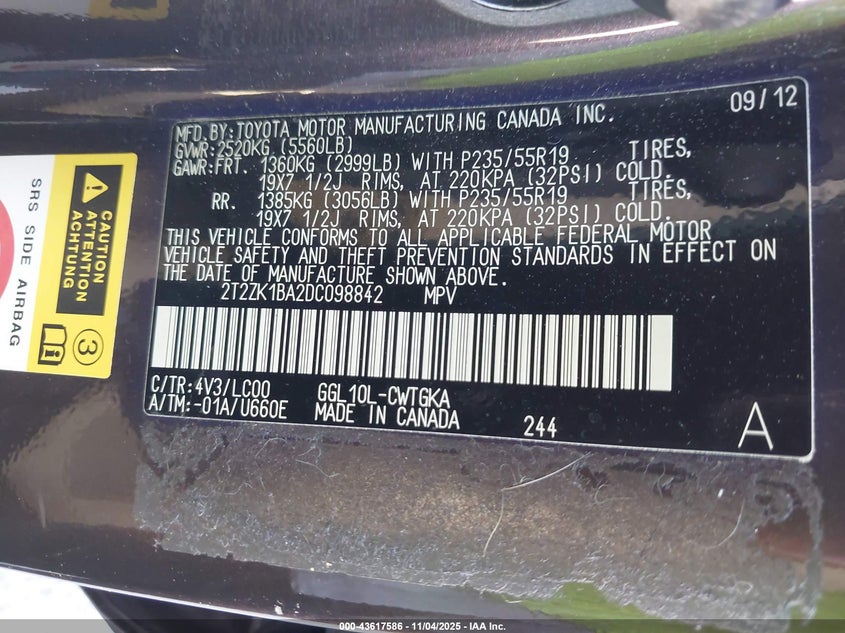 09/12
MFD. BY: TOYOTA MOTOR MANUFACTURING CANADA INC.
GVWR: 2520KG (5560LB)
GAWR: FRT. 1360KG (2999LB) WITH P235/55R19 TIRES,
19X7 1/2J RIMS, AT 220KPA (32PSI) COLD.
RR. 1385KG (3056LB) WITH P235/55R19 TIRES,
19X7 1/2J RIMS, AT 220KPA (32PSI) COLD.
THIS VEHICLE CONFORMS TO ALL APPLICABLE FEDERAL MOTOR
VEHICLE SAFETY AND THEFT PREVENTION STANDARDS IN EFFECT ON
THE DATE OF MANUFACTURE SHOWN ABOVE.
2T2ZK1BA2DC098842 MPV
C/TR: 4V3/LC00 GGL10L-CWTGKA
A/TM: -01A/U660E MADE IN CANADA
244
A
SRS SIDE AIRBAG
CAUTION
ATTENTION
ACHTUNG
3
000-43617586 - 11/04/2025 - IAA Inc.